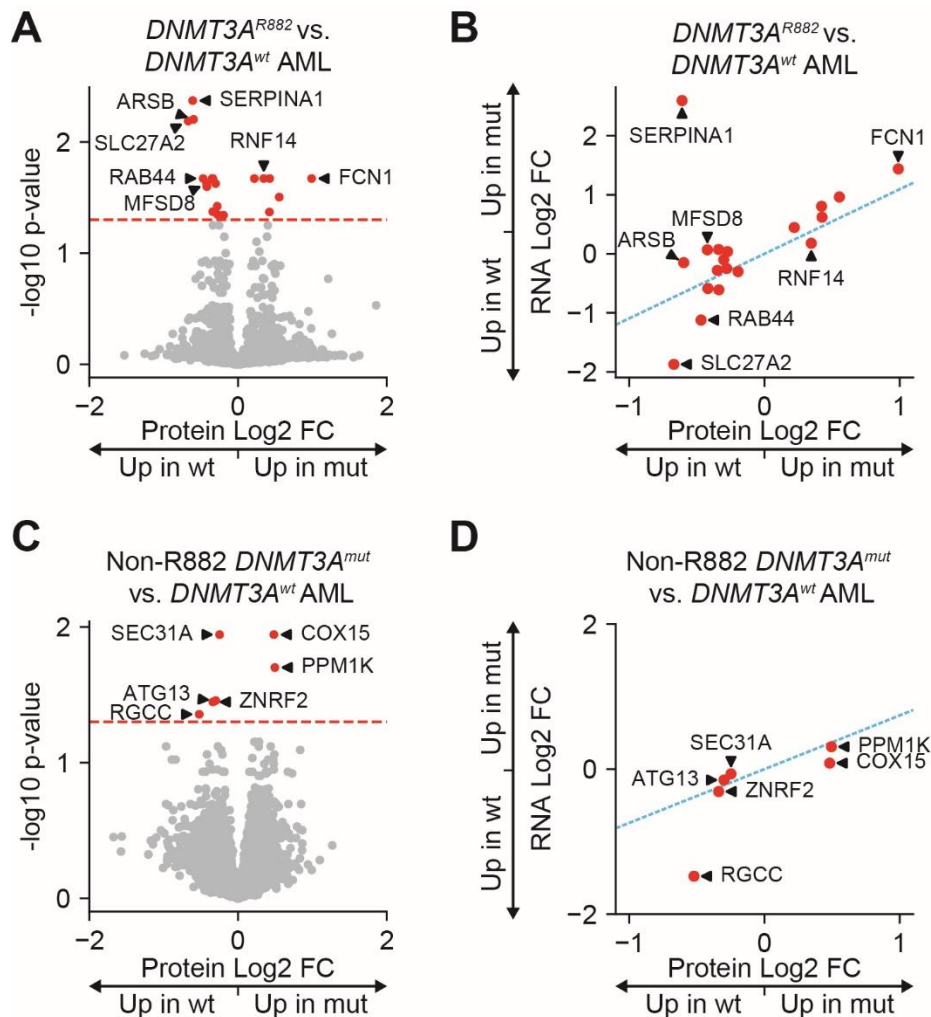 A
DNMT3A^R882 vs.
DNMT3A^wt AML
ARSB
SERPINA1
SLC27A2
RNF14
RAB44
FCN1
MFSD8
-log10 p-value
2
1
0
−2
0
2
Protein Log2 FC
Up in wt
Up in mut
B
DNMT3A^R882 vs.
DNMT3A^wt AML
Up in mut
Up in wt
RNA Log2 FC
2
1
0
−1
−2
SERPINA1
FCN1
MFSD8
ARSB
RNF14
RAB44
SLC27A2
−1
0
1
Protein Log2 FC
Up in wt
Up in mut
C
Non-R882 DNMT3A^mut
vs. DNMT3A^wt AML
SEC31A
COX15
PPM1K
ATG13
ZNRF2
RGCC
-log10 p-value
2
1
0
−2
0
2
Protein Log2 FC
Up in wt
Up in mut
D
Non-R882 DNMT3A^mut
vs. DNMT3A^wt AML
Up in mut
Up in wt
RNA Log2 FC
2
0
−2
SEC31A
PPM1K
COX15
ATG13
ZNRF2
RGCC
−1
0
1
Protein Log2 FC
Up in wt
Up in mut